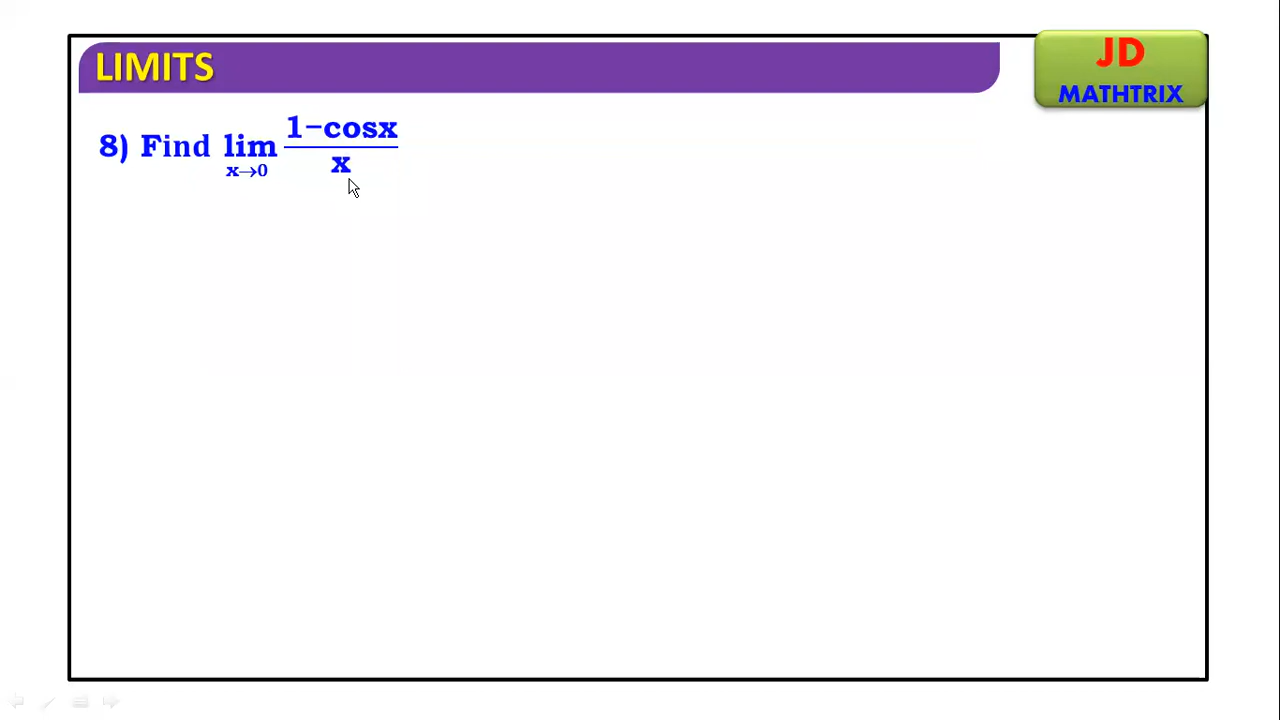 LIMITS
JD
MATHTRIX
8) Find lim x→0 1−cosx / x